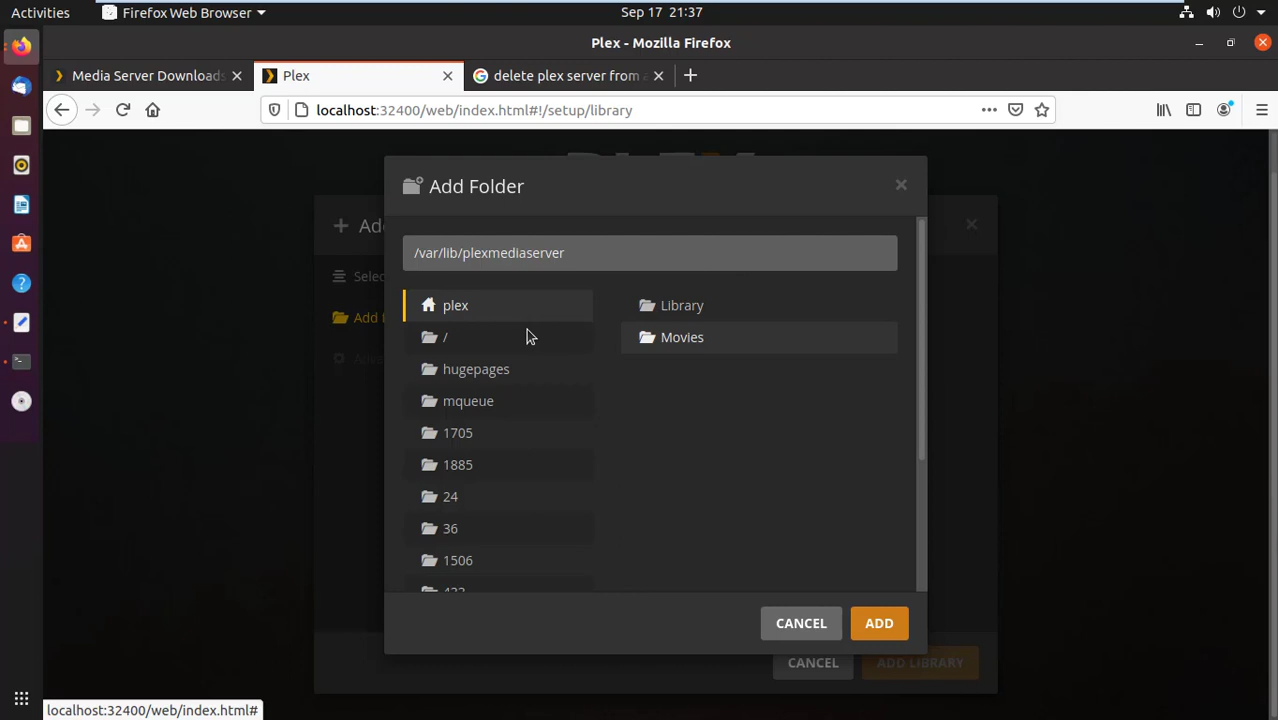 Activities
Firefox Web Browser
Sep 17 21:37
Plex - Mozilla Firefox
Media Server Downloads
Plex
delete plex server from
localhost:32400/web/index.html#!/setup/library
Add Folder
/var/lib/plexmediaserver
plex
Library
/
Movies
hugepages
mqueue
1705
1885
24
36
1506
CANCEL
ADD
Add f
CANCEL
ADD LIBRARY
localhost:32400/web/index.html#